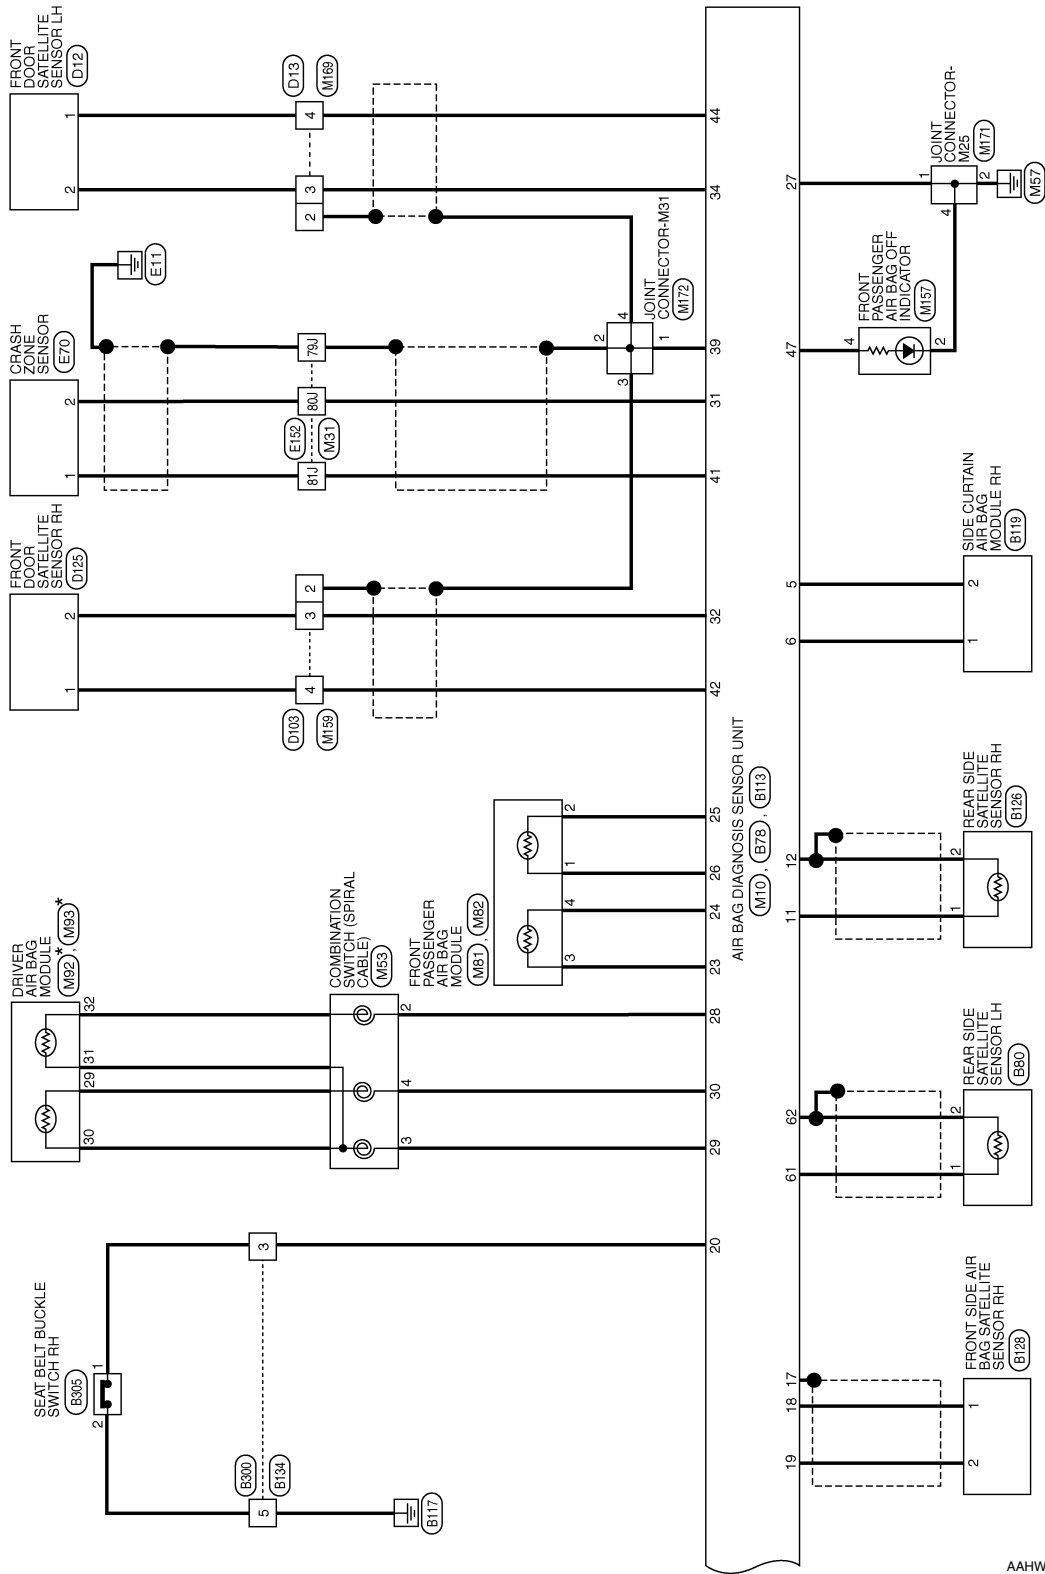 SEAT BELT BUCKLE
SWITCH RH
B305
2
1
B300
B134
5
3
B117
20
DRIVER
AIR BAG
MODULE
M92 * , M93 *
30
29
31
32
COMBINATION
SWITCH (SPIRAL
CABLE)
M53
3
4
2
29
30
28
FRONT
PASSENGER
AIR BAG
MODULE
M81 , M82
3
4
1
2
23
24
26
25
FRONT
DOOR
SATELLITE
SENSOR RH
D125
1
2
D103
M159
4
3
2
42
32
CRASH
ZONE
SENSOR
E70
1
2
E11
E152
M31
81J
80J
79J
41
31
39
JOINT
CONNECTOR-M31
M172
3
2
1
4
FRONT
DOOR
SATELLITE
SENSOR LH
D12
2
1
D13
M169
2
3
4
34
44
AIR BAG DIAGNOSIS SENSOR UNIT
M10 , B78 , B113
19
18
17
2
1
FRONT SIDE AIR
BAG SATELLITE
SENSOR RH
B128
61
62
1
2
REAR SIDE
SATELLITE
SENSOR LH
B80
11
12
1
2
REAR SIDE
SATELLITE
SENSOR RH
B126
6
5
1
2
SIDE CURTAIN
AIR BAG
MODULE RH
B119
47
27
4
2
FRONT
PASSENGER
AIR BAG OFF
INDICATOR
M157
JOINT
CONNECTOR-
M25
M171
1
4
2
M57
AAHW